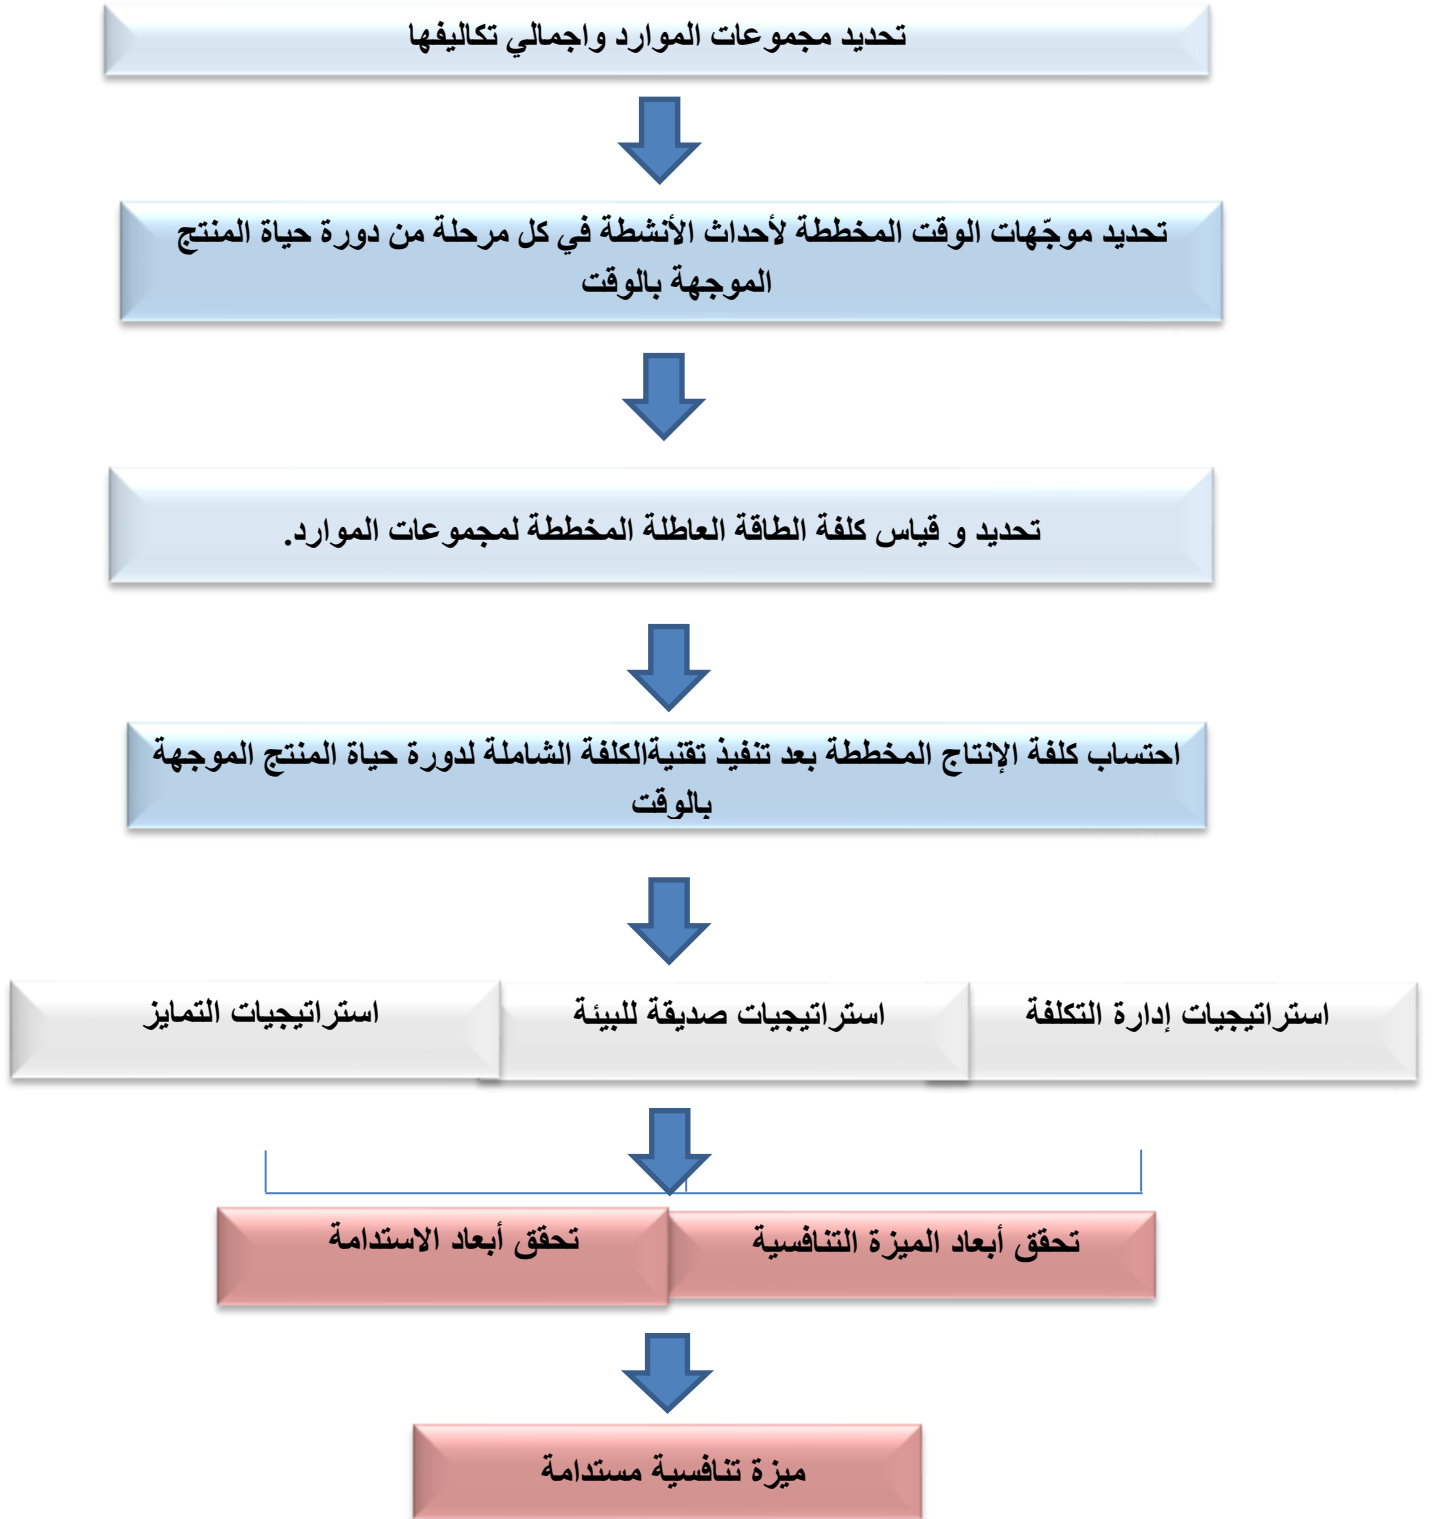 تحديد مجموعات الموارد واجمالي تكاليفها
تحديد موجّهات الوقت المخططة لأحداث الأنشطة في كل مرحلة من دورة حياة المنتج
الموجهة بالوقت
تحديد و قياس كلفة الطاقة العاطلة المخططة لمجموعات الموارد.
احتساب كلفة الإنتاج المخططة بعد تنفيذ تقنيةالكلفة الشاملة لدورة حياة المنتج الموجهة
بالوقت
استراتيجيات إدارة التكلفة
استراتيجيات صديقة للبيئة
استراتيجيات التمايز
تحقق أبعاد الميزة التنافسية
تحقق أبعاد الاستدامة
ميزة تنافسية مستدامة